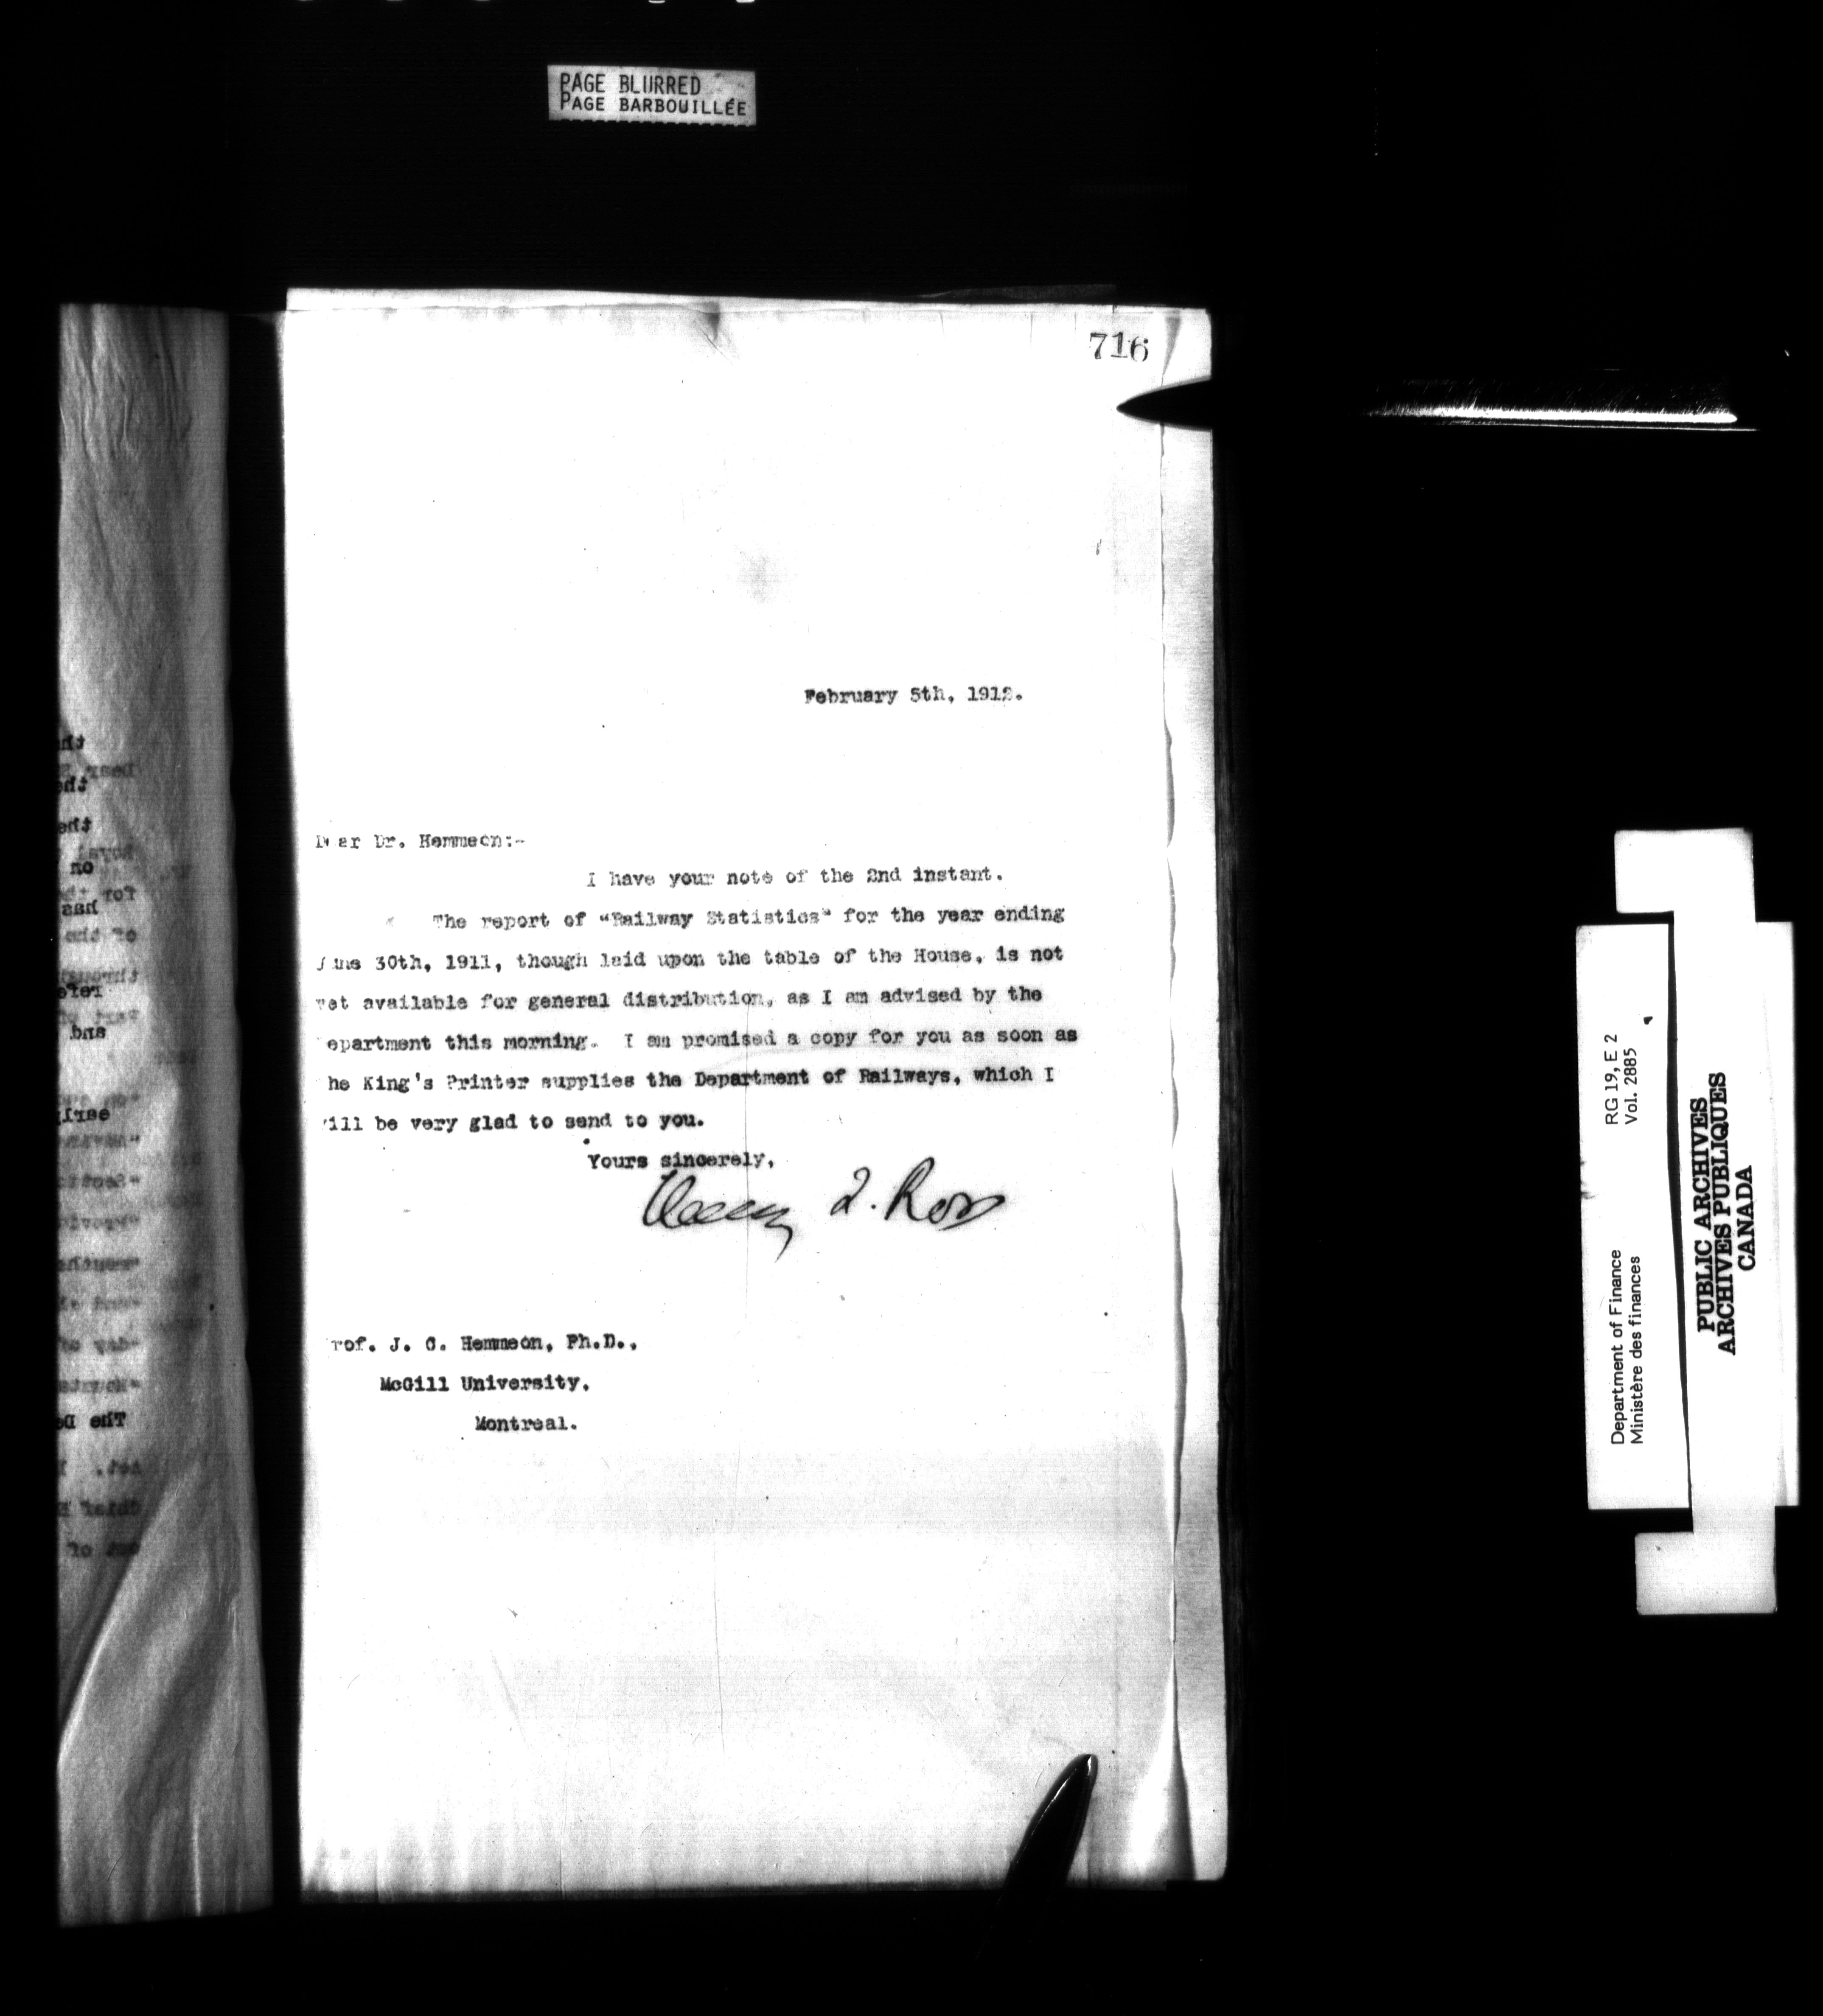 PAGE BLURRED
PAGE BARBOUILLÉE
716
February 5th, 1912.
Dear Dr. Hemmeon:-
I have your note of the 2nd instant.
The report of "Railway Statistics" for the year ending
June 30th, 1911, though laid upon the table of the House, is not
yet available for general distribution, as I am advised by the
epartment this morning. I am promised a copy for you as soon as
he King's Printer supplies the Department of Railways, which I
will be very glad to send to you.
Yours sincerely,
Ross
rof. J. C. Hemmeon, Ph.D.,
McGill University,
Montreal.
RG 19, E 2
Vol. 2885
Department of Finance
Ministère des finances
PUBLIC ARCHIVES
ARCHIVES PUBLIQUES
CANADA